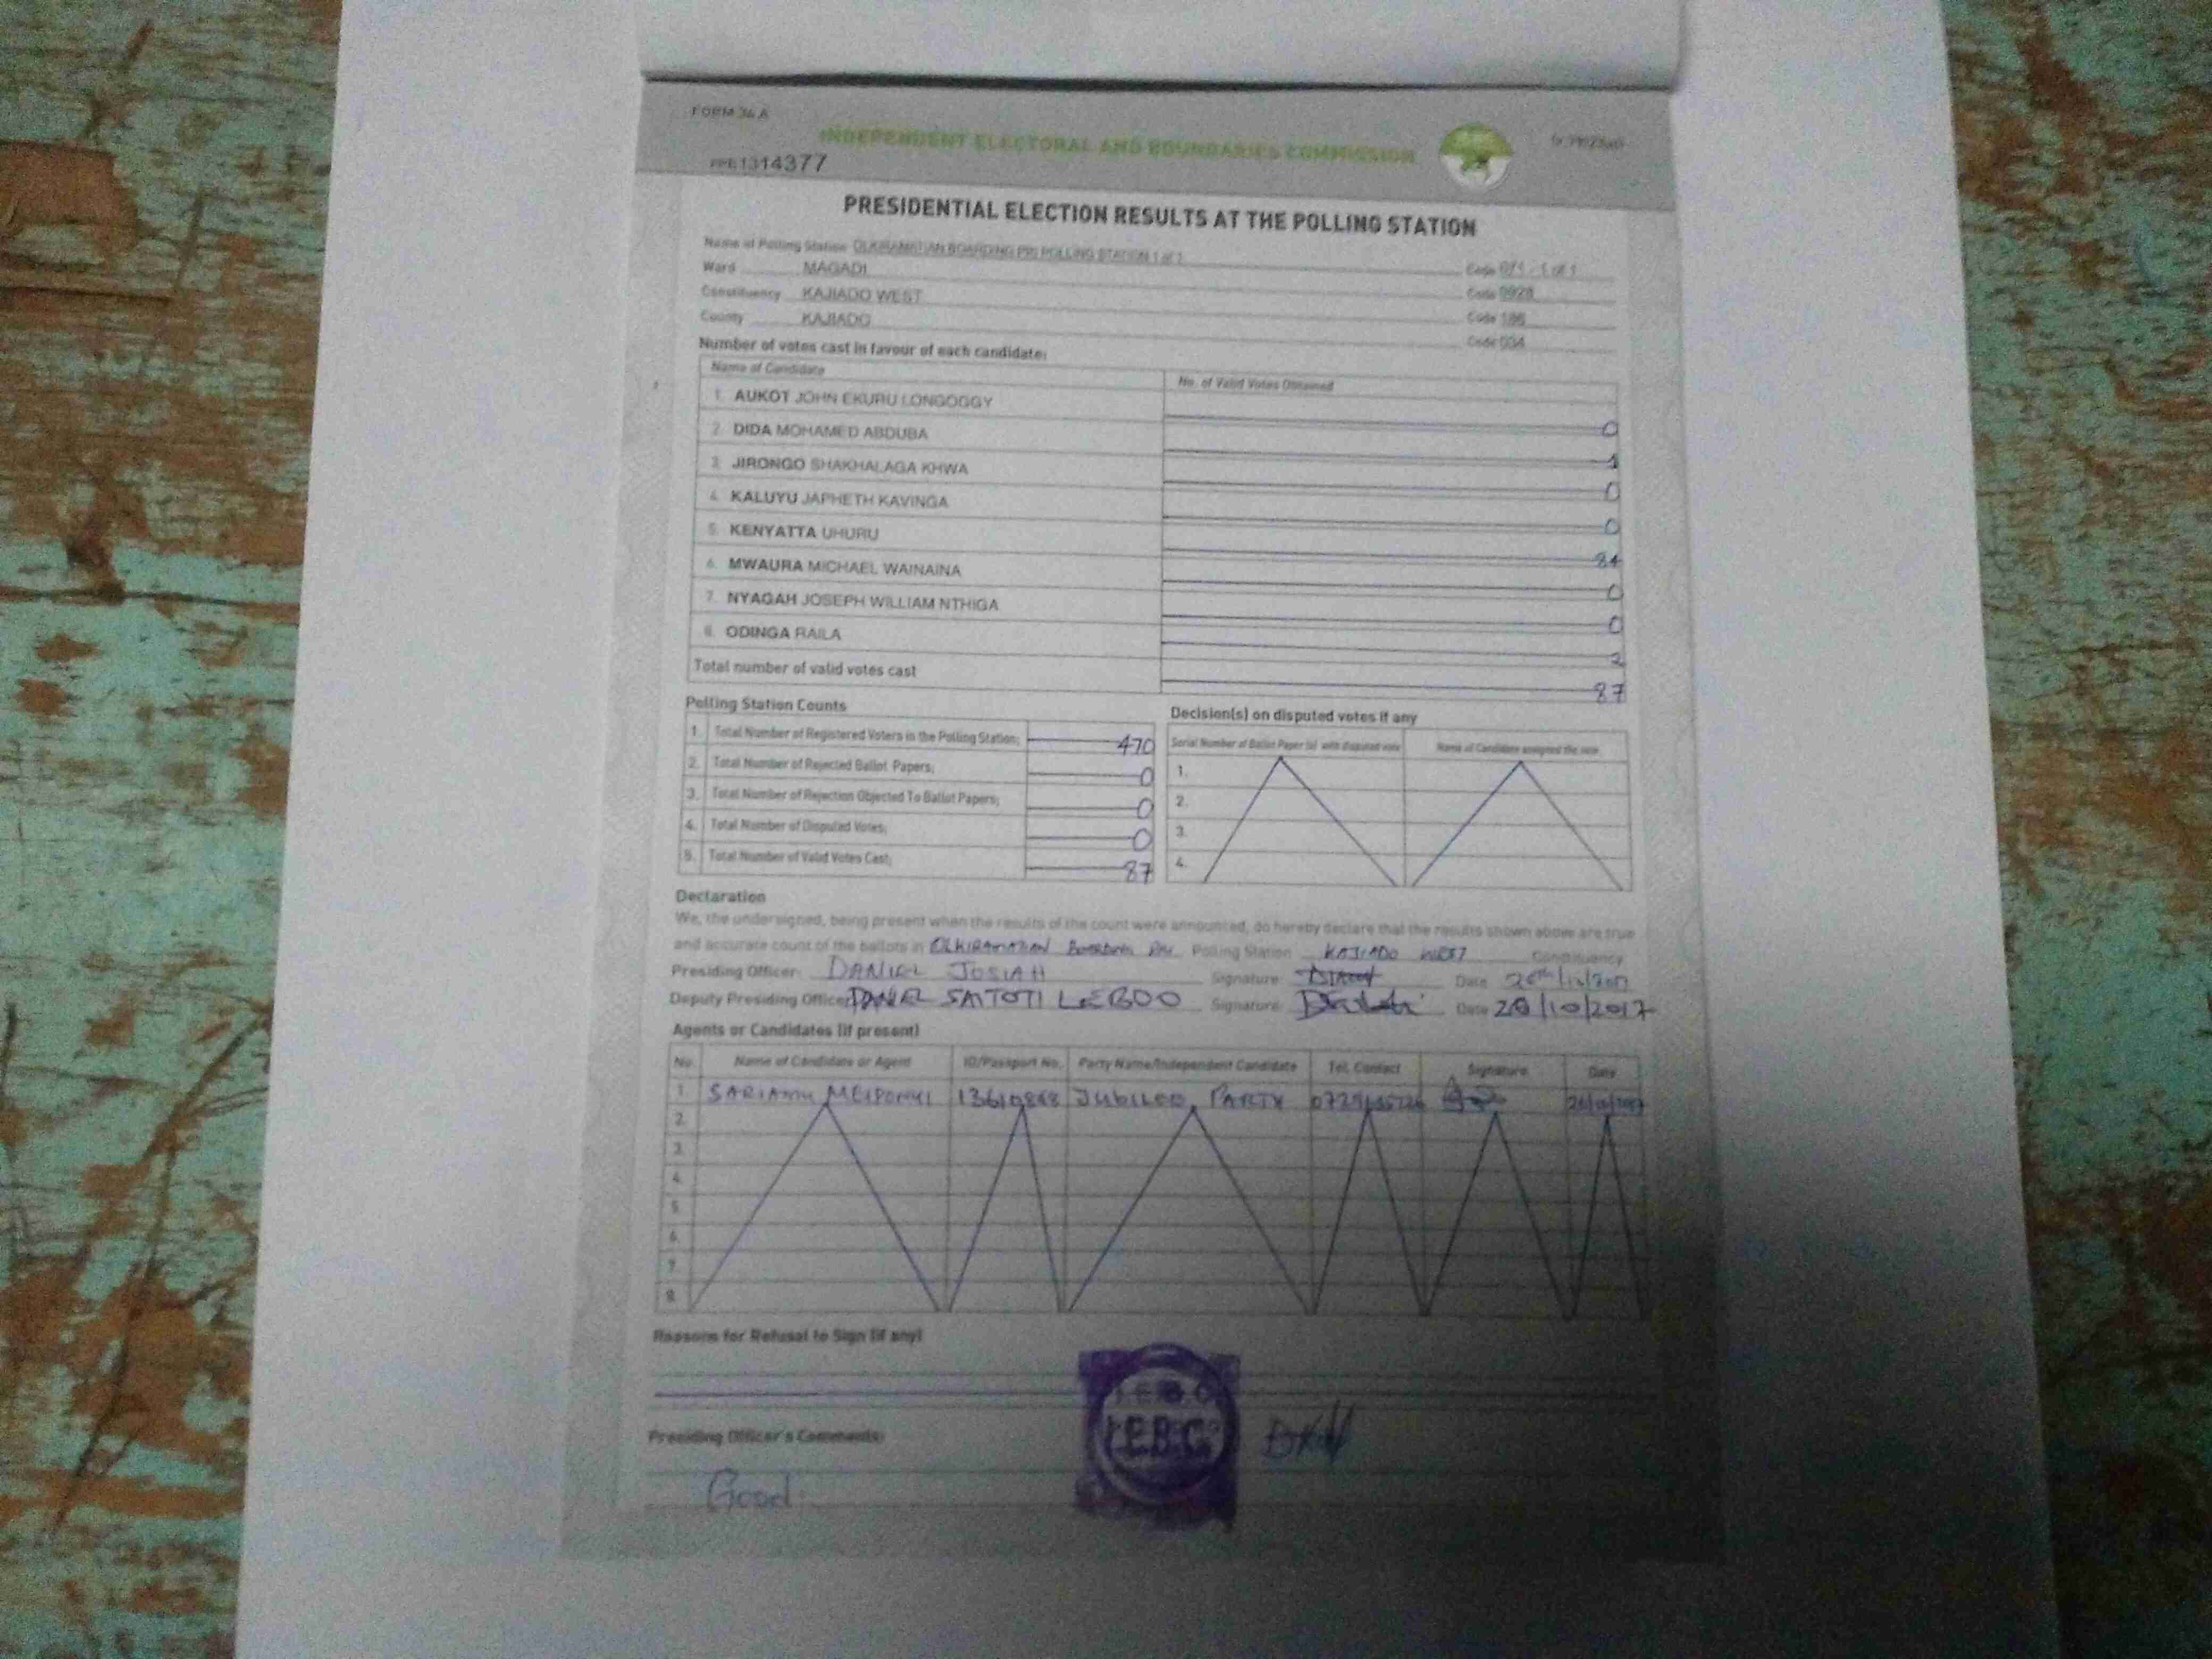 FORM 34 A
INDEPENDENT ELECTORAL AND BOUNDARIES COMMISSION
1314377
PRESIDENTIAL ELECTION RESULTS AT THE POLLING STATION
Name of Polling Station OLKIRAMATIAN BOARDING PRI POLLING STATION 1 of 1
Ward MAGADI Code 071 - 1 of 1
Constituency KAJIADO WEST Code 0928
County KAJIADO Code 186
Code 034
Number of votes cast in favour of each candidate:
Name of Candidate No. of Valid Votes Obtained
1. AUKOT JOHN EKURU LONGOGGY 0
2. DIDA MOHAMED ABDUBA 1
3. JIRONGO SHAKHALAGA KHWA 0
4. KALUYU JAPHETH KAVINGA 0
5. KENYATTA UHURU 84
6. MWAURA MICHAEL WAINAINA 0
7. NYAGAH JOSEPH WILLIAM NTHIGA 0
8. ODINGA RAILA 2
Total number of valid votes cast 87
Polling Station Counts
1. Total Number of Registered Voters in the Polling Station; 470
2. Total Number of Rejected Ballot Papers; 0
3. Total Number of Rejection Objected To Ballot Papers; 0
4. Total Number of Disputed Votes; 0
5. Total Number of Valid Votes Cast; 87
Decision(s) on disputed votes if any
Serial Number of Ballot Paper (s) with disputed vote Name of Candidate assigned the vote
1.
2.
3.
4.
Declaration
We, the undersigned, being present when the results of the count were announced, do hereby declare that the results shown above are true
and accurate count of the ballots in OLKIRAMATIAN BOARDING PRI Polling Station KAJIADO WEST Constituency
Presiding Officer: DANIEL JOSIAH Signature: Date 26th/10/2017
Deputy Presiding Officer DANIEL SAITOTI LEBOO Signature: Date 26/10/2017
Agents or Candidates (if present)
No. Name of Candidate or Agent ID/Passport No. Party Name/Independent Candidate Tel. Contact Signature Date
1. JUBILEE PARTY 26/10/2017
2.
3.
4.
5.
6.
7.
8.
Reasons for Refusal to Sign (if any)
I.E.B.C.
Presiding Officer's Comments:
Good